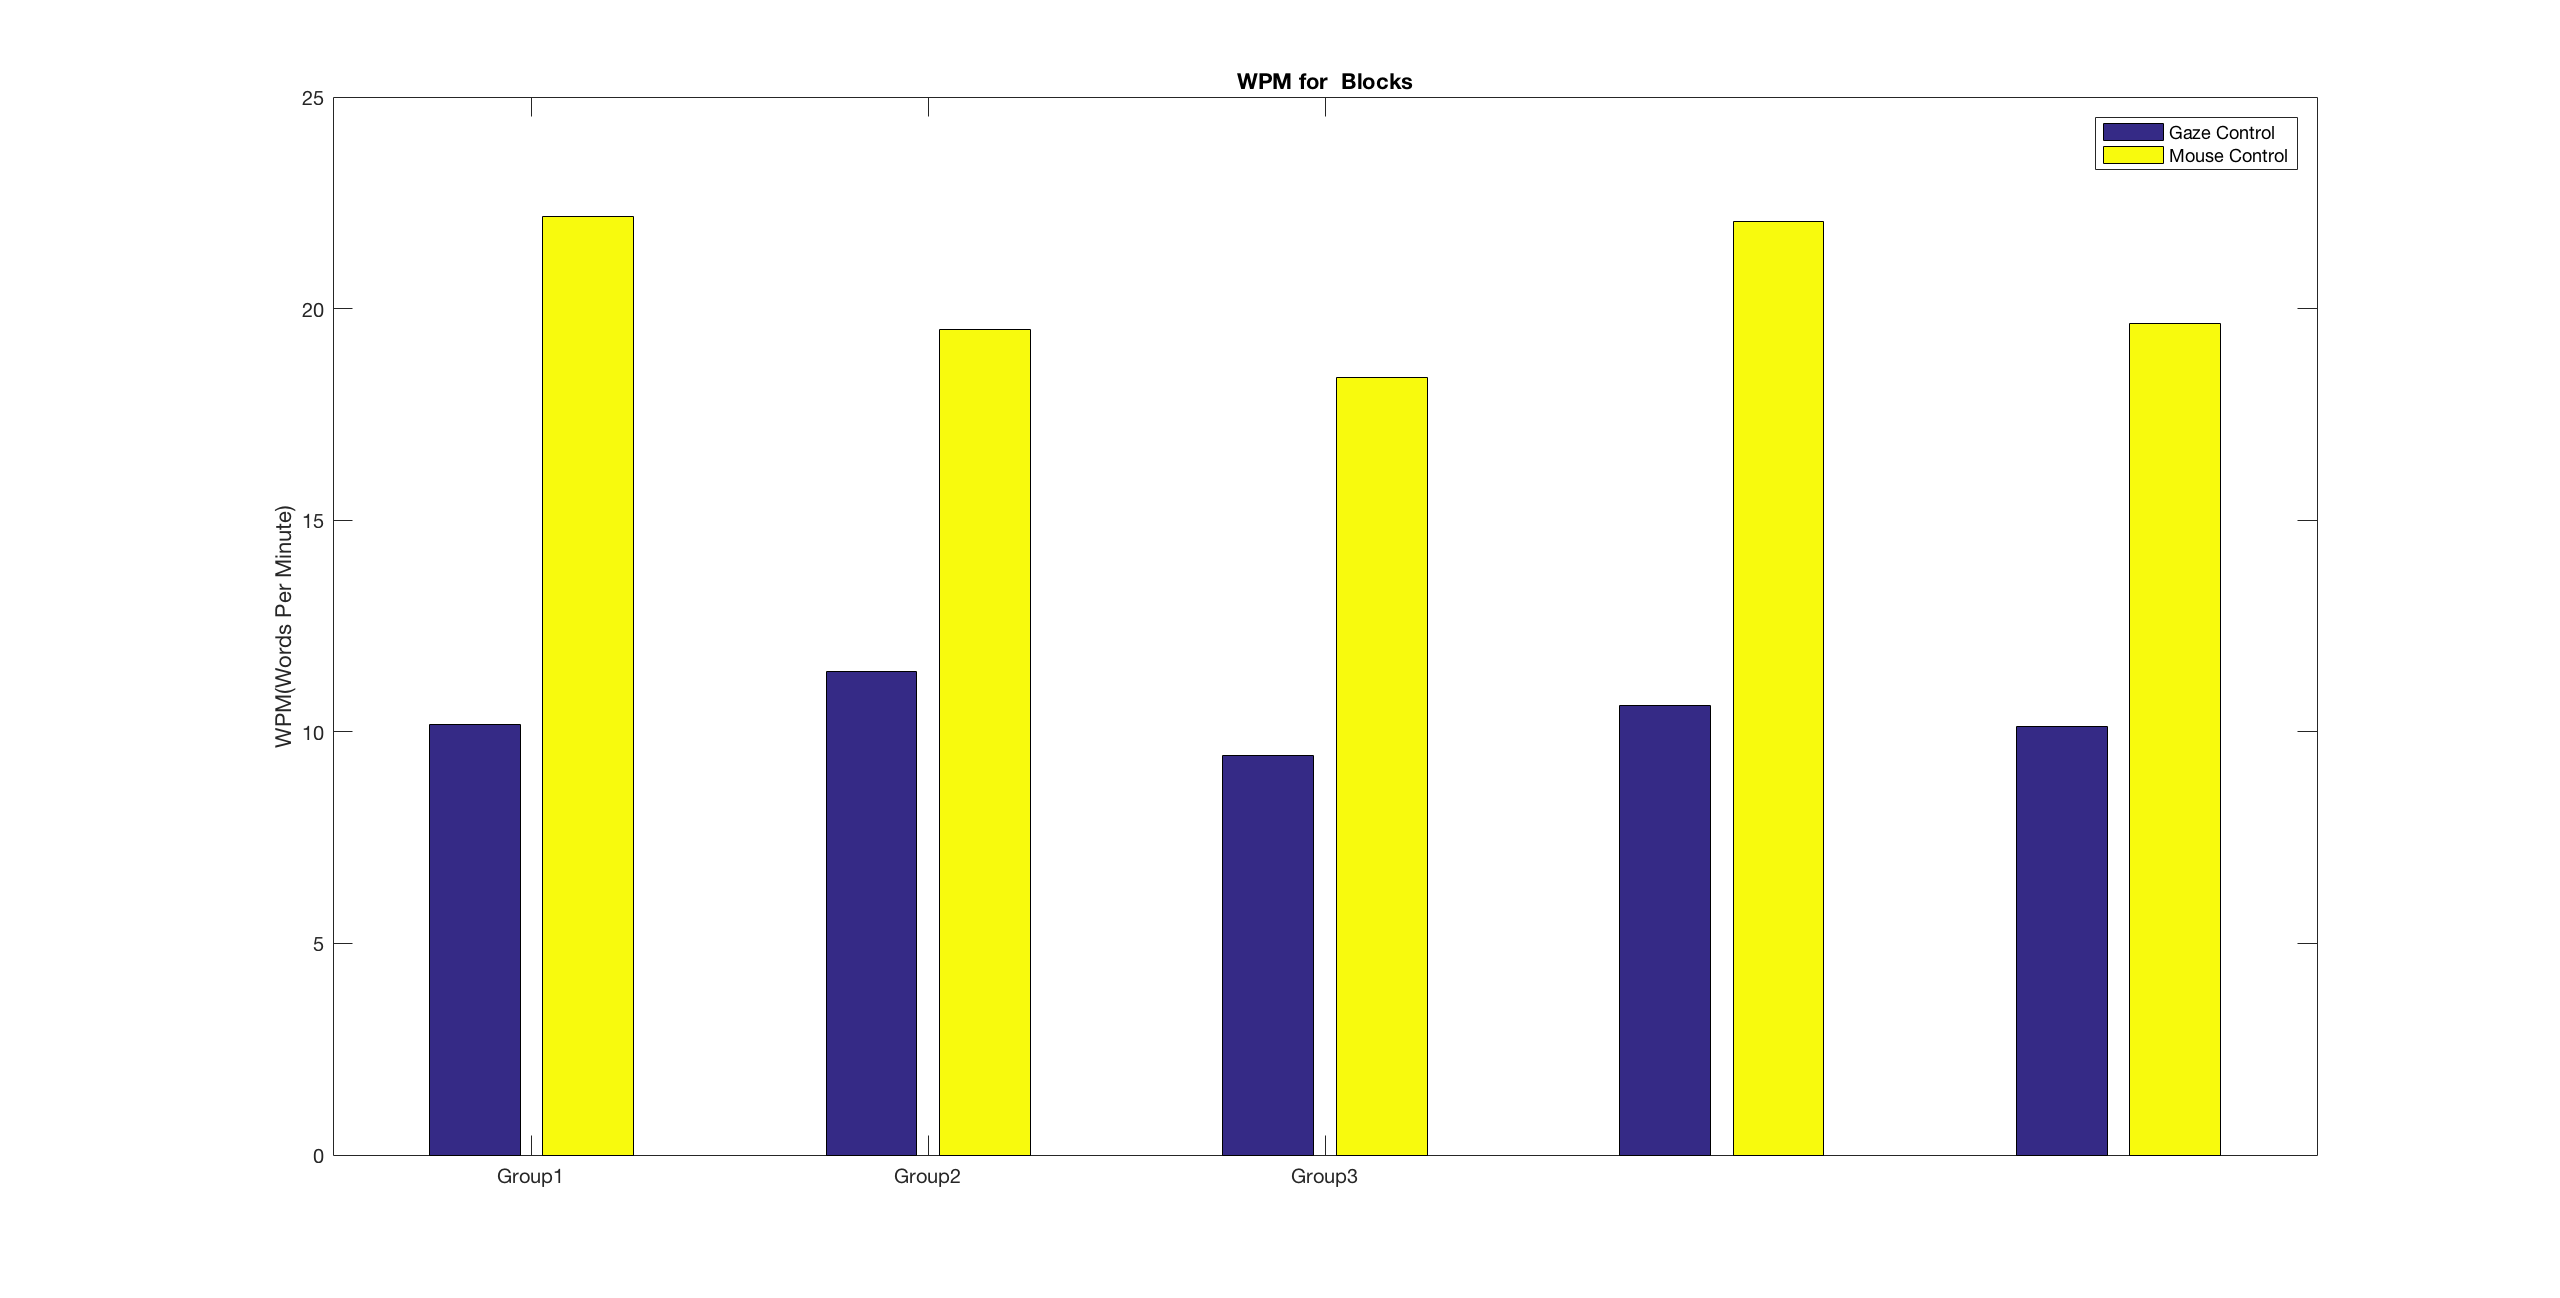 WPM for  Blocks
Gaze Control
Mouse Control
WPM(Words Per Minute)
25
20
15
10
5
0
Group1
Group2
Group3